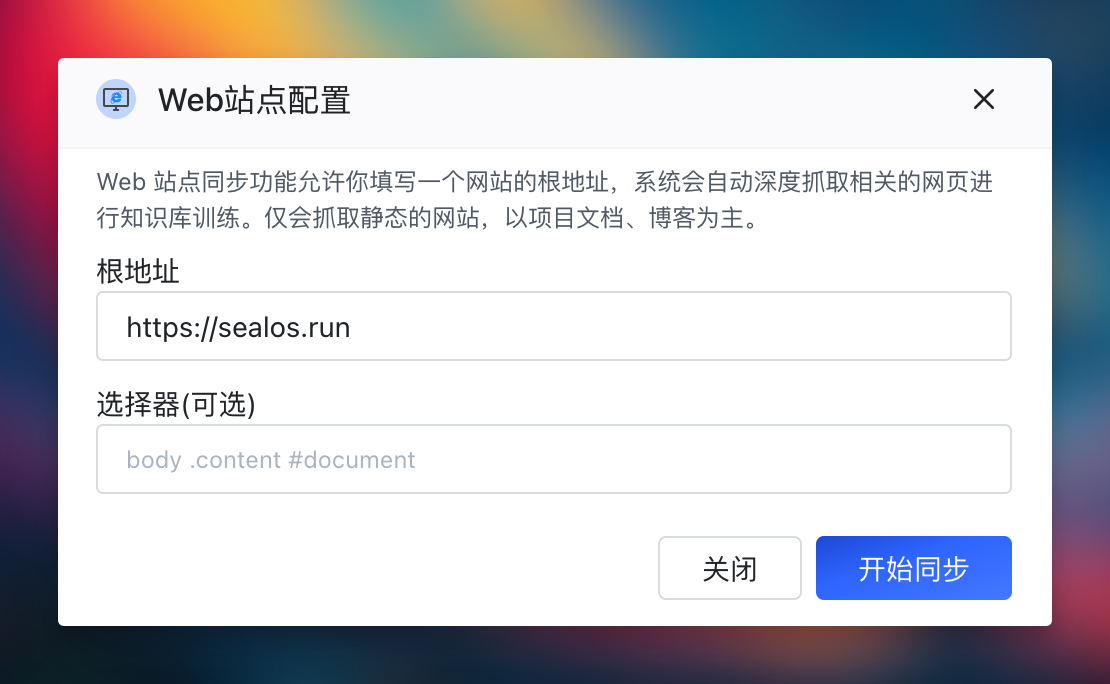 Web站点配置
Web 站点同步功能允许你填写一个网站的根地址，系统会自动深度抓取相关的网页进
行知识库训练。仅会抓取静态的网站，以项目文档、博客为主。
根地址
https://sealos.run
选择器(可选)
body .content #document
关闭
开始同步